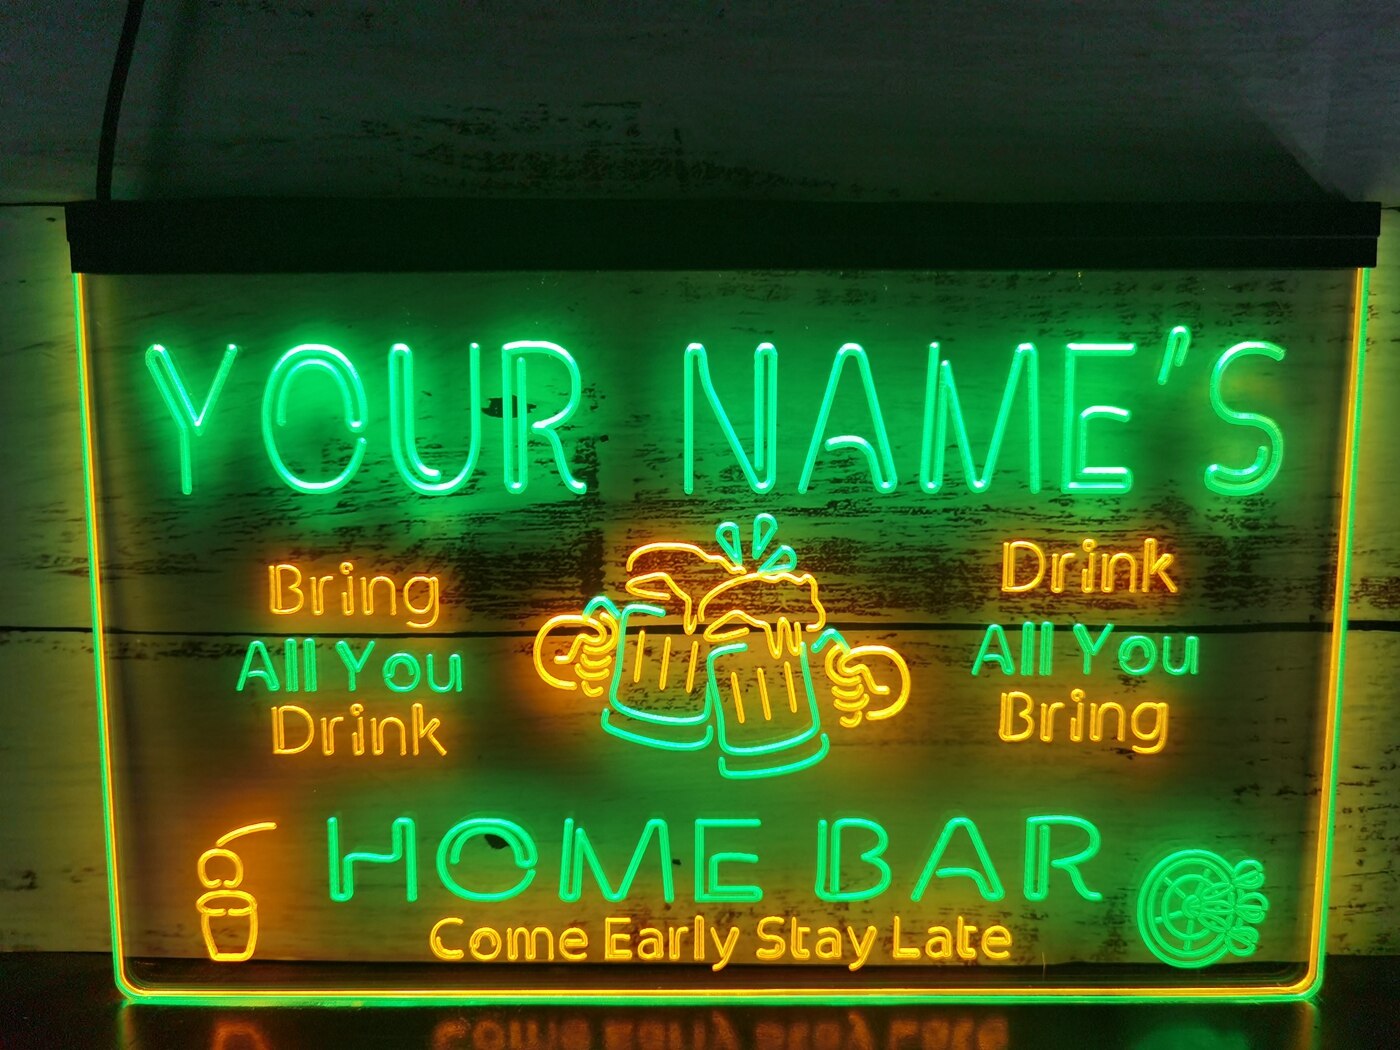 YOUR NAME'S
Bring
All You
Drink
Drink
All You
Bring
HOME BAR
Come Early Stay Late